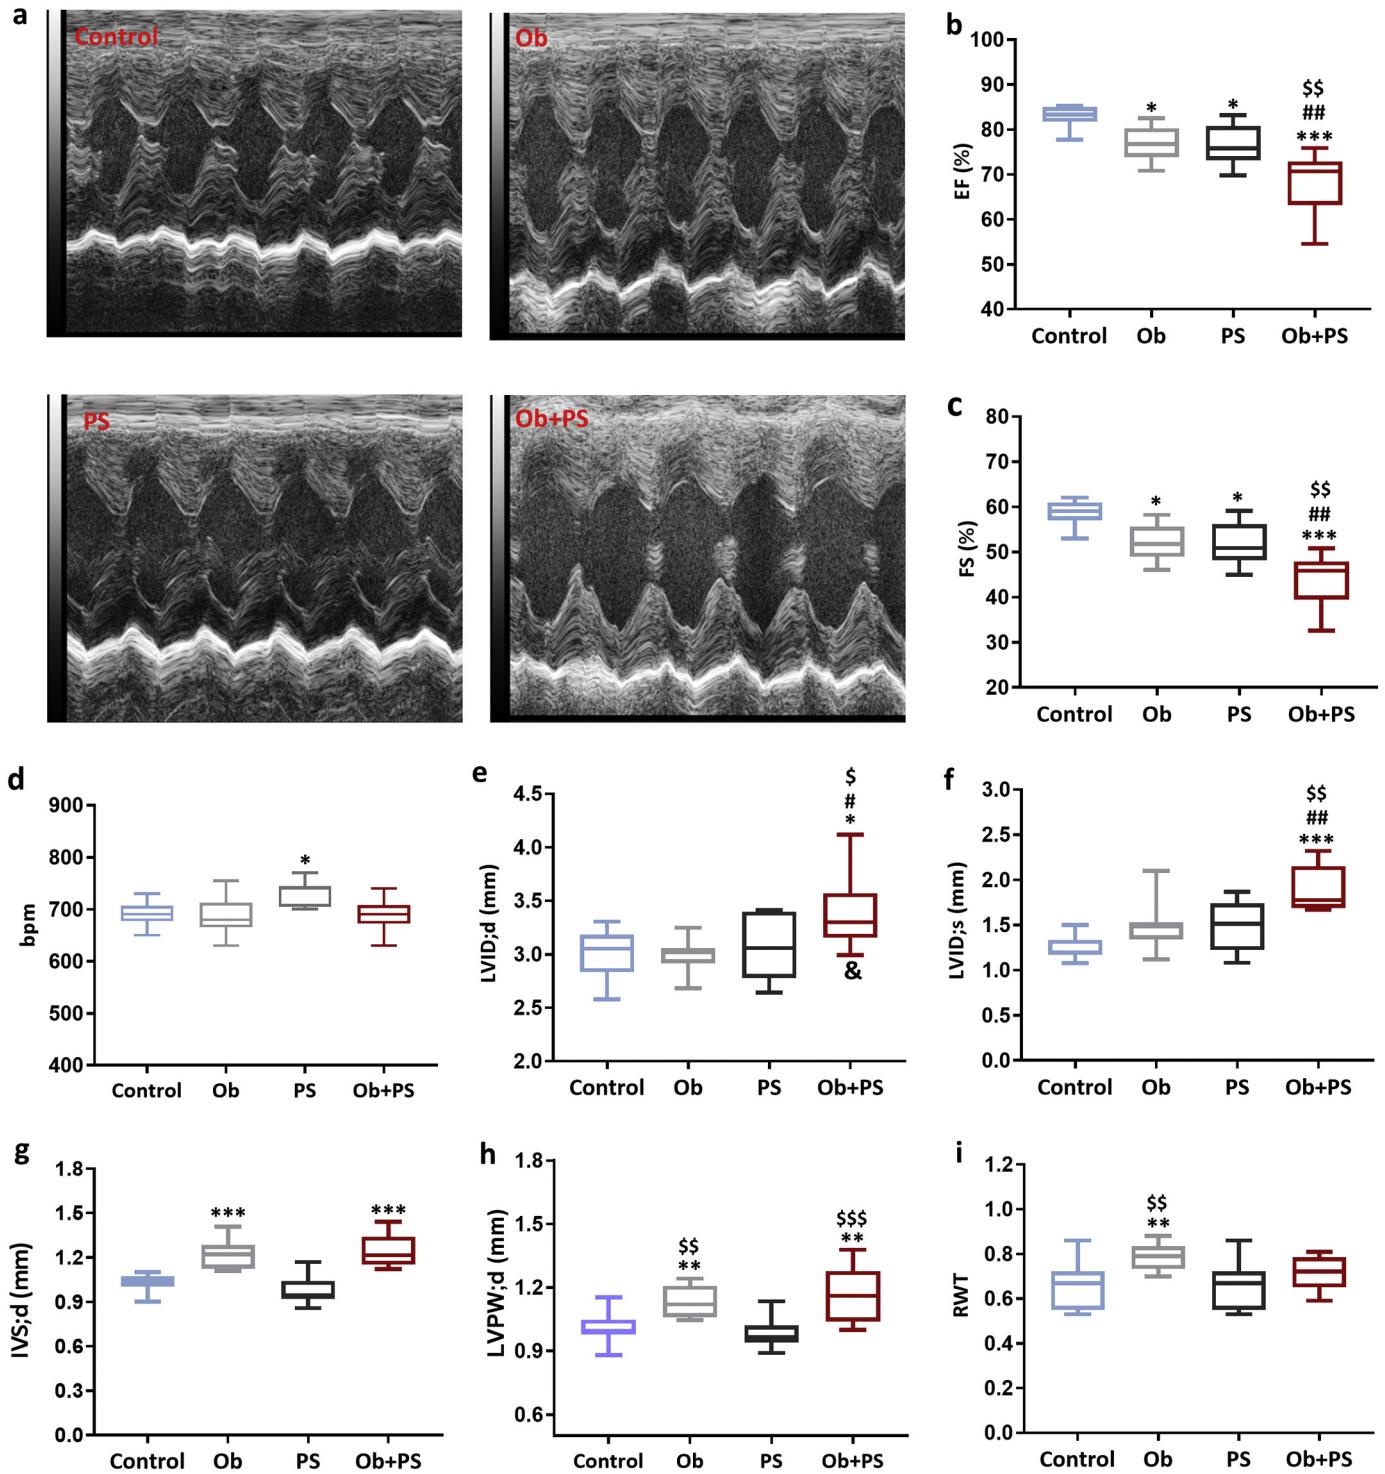 a
Control
Ob
PS
Ob+PS
b
EF (%)
100
90
80
70
60
50
40
*
*
$$
##
***
Control Ob PS Ob+PS
c
FS (%)
80
70
60
50
40
30
20
*
*
$$
##
***
Control Ob PS Ob+PS
d
bpm
900
800
700
600
500
400
*
Control Ob PS Ob+PS
e
LVID;d (mm)
4.5
4.0
3.5
3.0
2.5
2.0
$
#
*
&
Control Ob PS Ob+PS
f
LVID;s (mm)
3.0
2.5
2.0
1.5
1.0
0.5
0.0
$$
##
***
Control Ob PS Ob+PS
g
IVS;d (mm)
1.8
1.5
1.2
0.9
0.6
0.3
0.0
***
***
Control Ob PS Ob+PS
h
LVPW;d (mm)
1.8
1.5
1.2
0.9
0.6
$$
**
$$$
**
Control Ob PS Ob+PS
i
RWT
1.2
1.0
0.8
0.6
0.4
0.2
0.0
$$
**
Control Ob PS Ob+PS